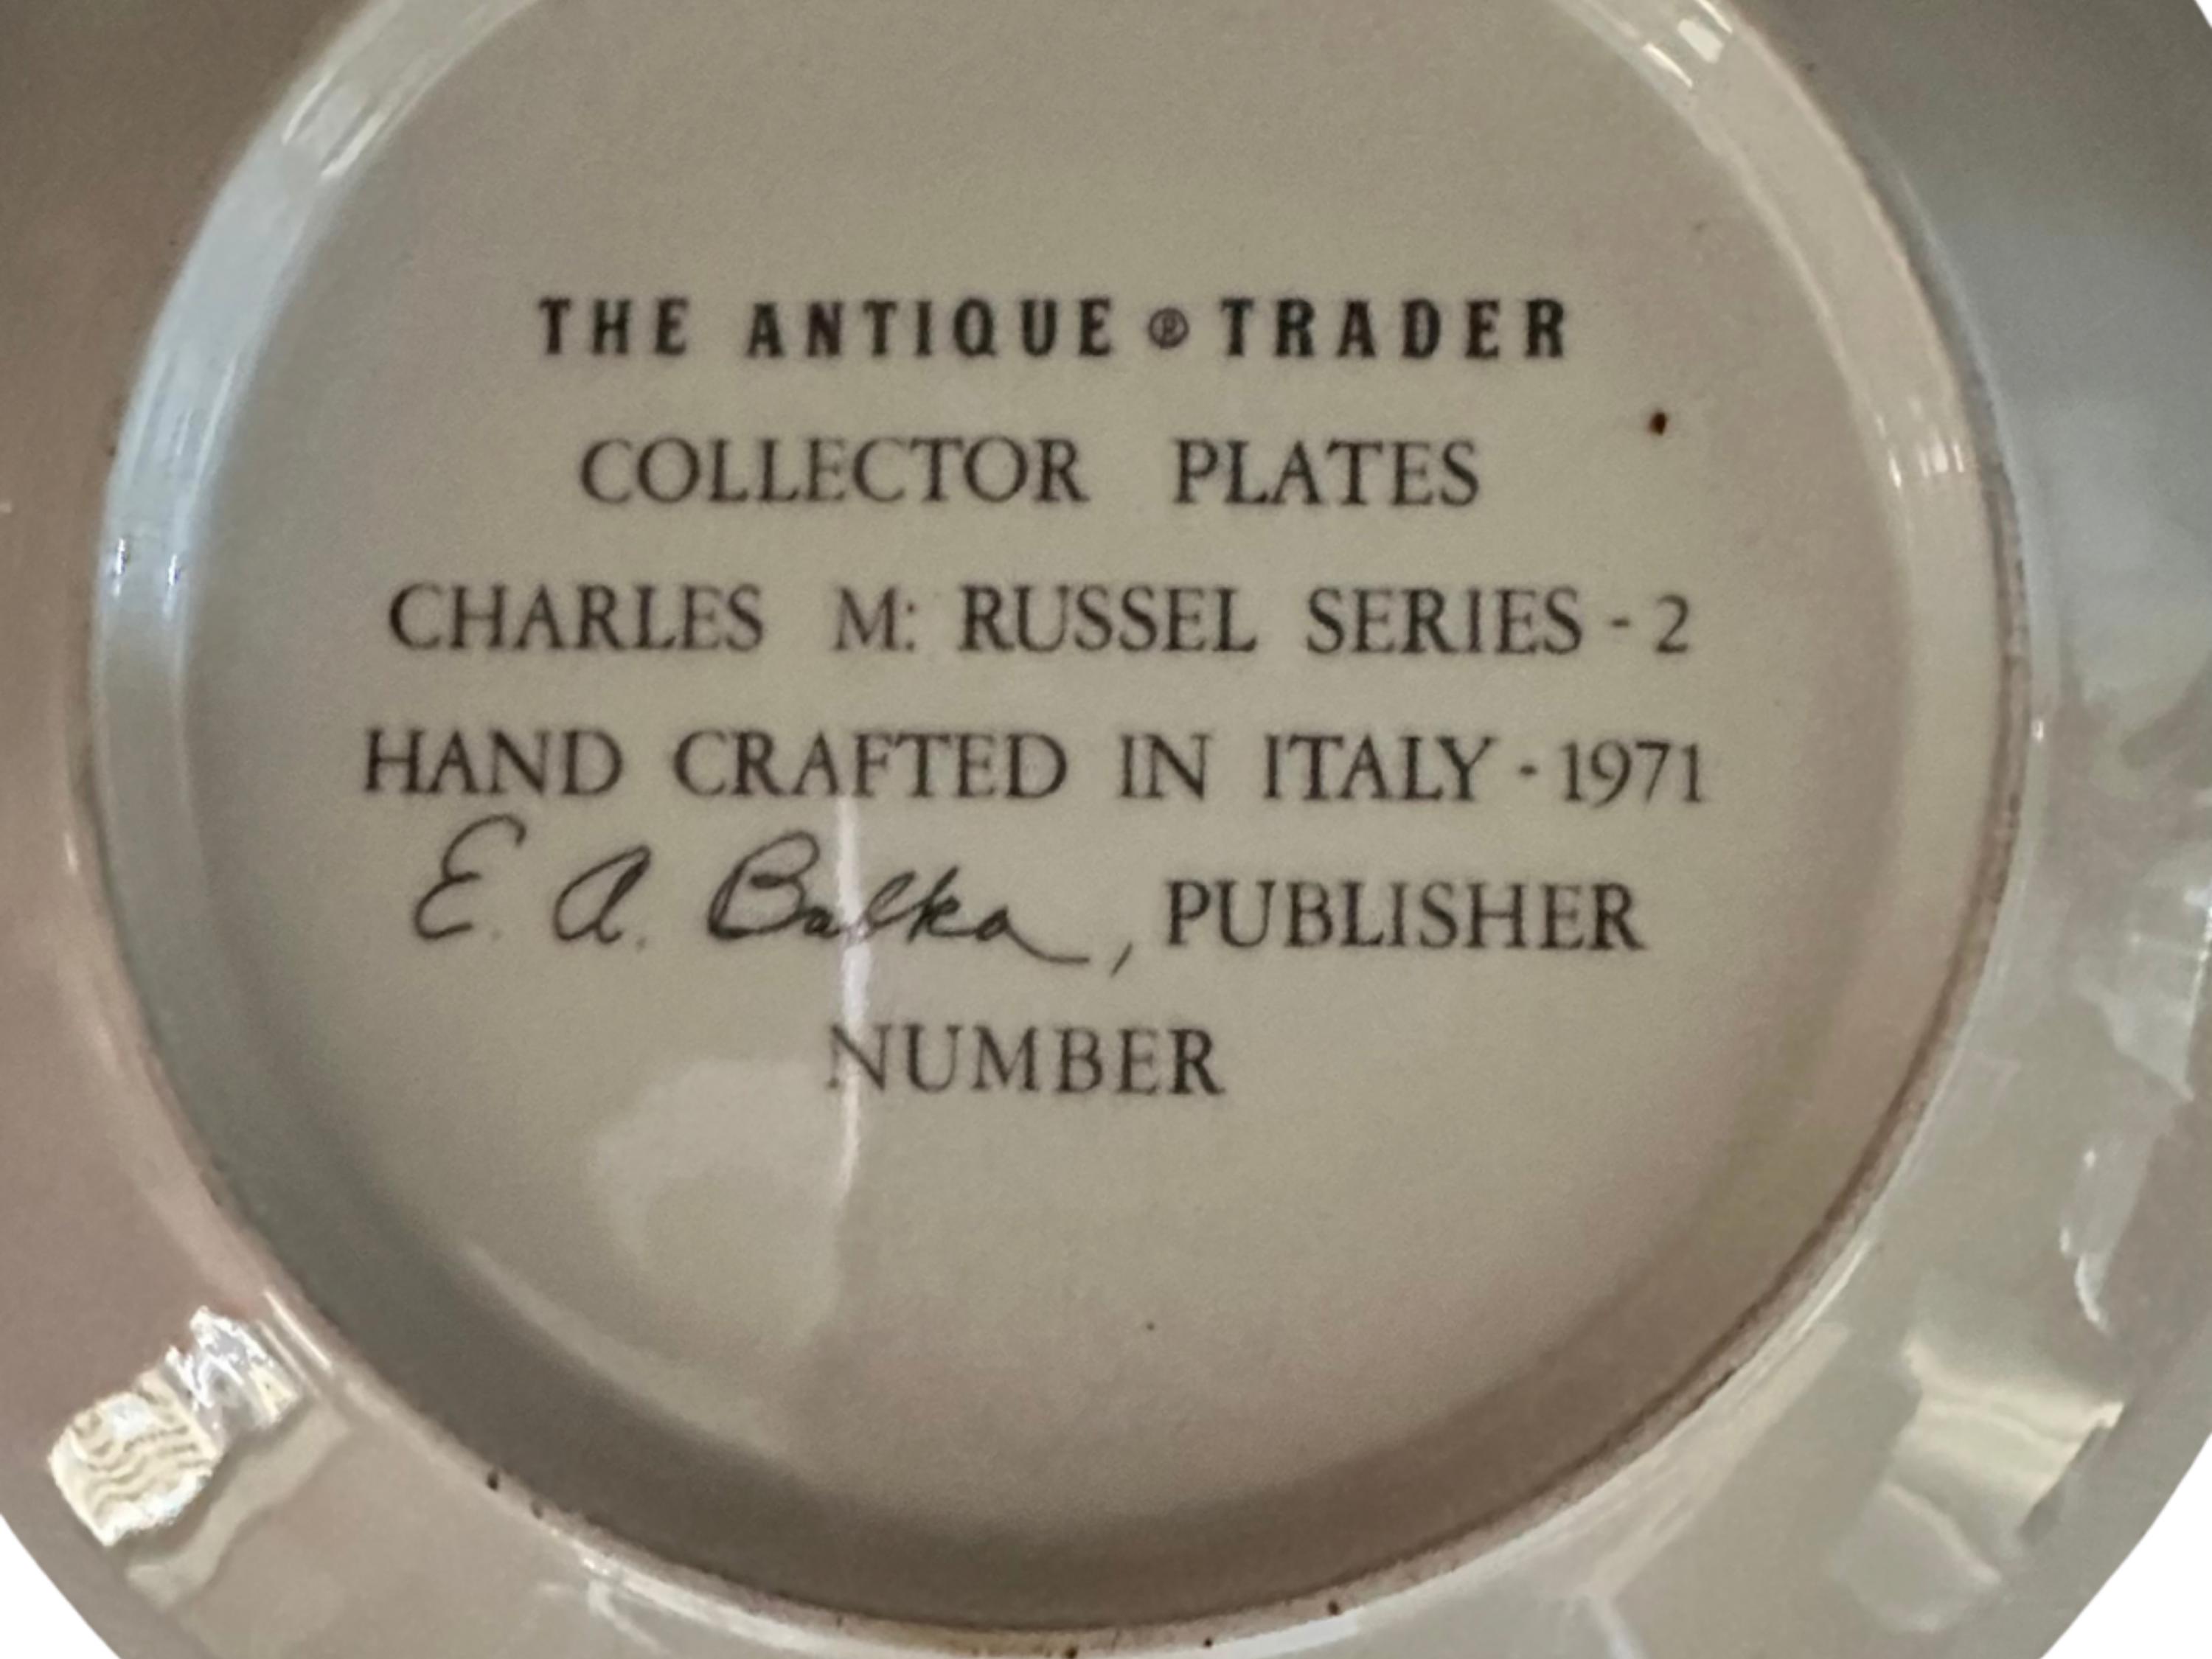 THE ANTIQUE ® TRADER
COLLECTOR PLATES
CHARLES M: RUSSEL SERIES - 2
HAND CRAFTED IN ITALY - 1971
E. A. Balka, PUBLISHER
NUMBER